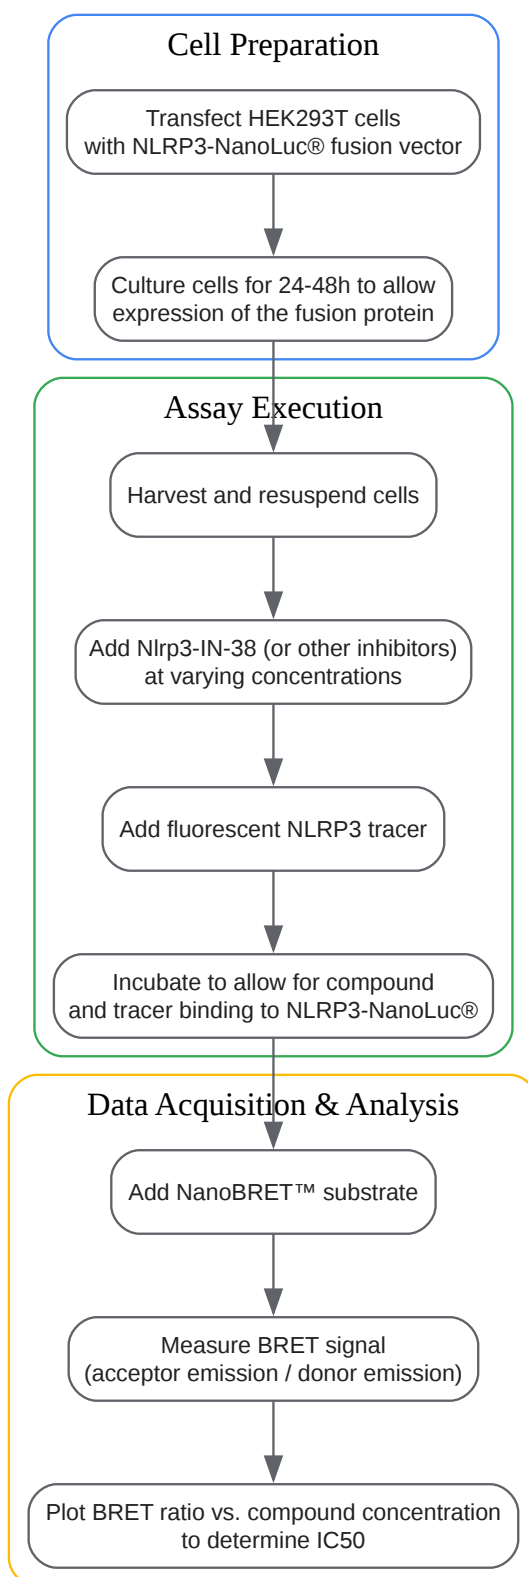 Cell Preparation
Transfect HEK293T cells
with NLRP3-NanoLuc® fusion vector
Culture cells for 24-48h to allow
expression of the fusion protein
Assay Execution
Harvest and resuspend cells
Add Nlrp3-IN-38 (or other inhibitors)
at varying concentrations
Add fluorescent NLRP3 tracer
Incubate to allow for compound
and tracer binding to NLRP3-NanoLuc®
Data Acquisition & Analysis
Add NanoBRET™ substrate
Measure BRET signal
(acceptor emission / donor emission)
Plot BRET ratio vs. compound concentration
to determine IC50